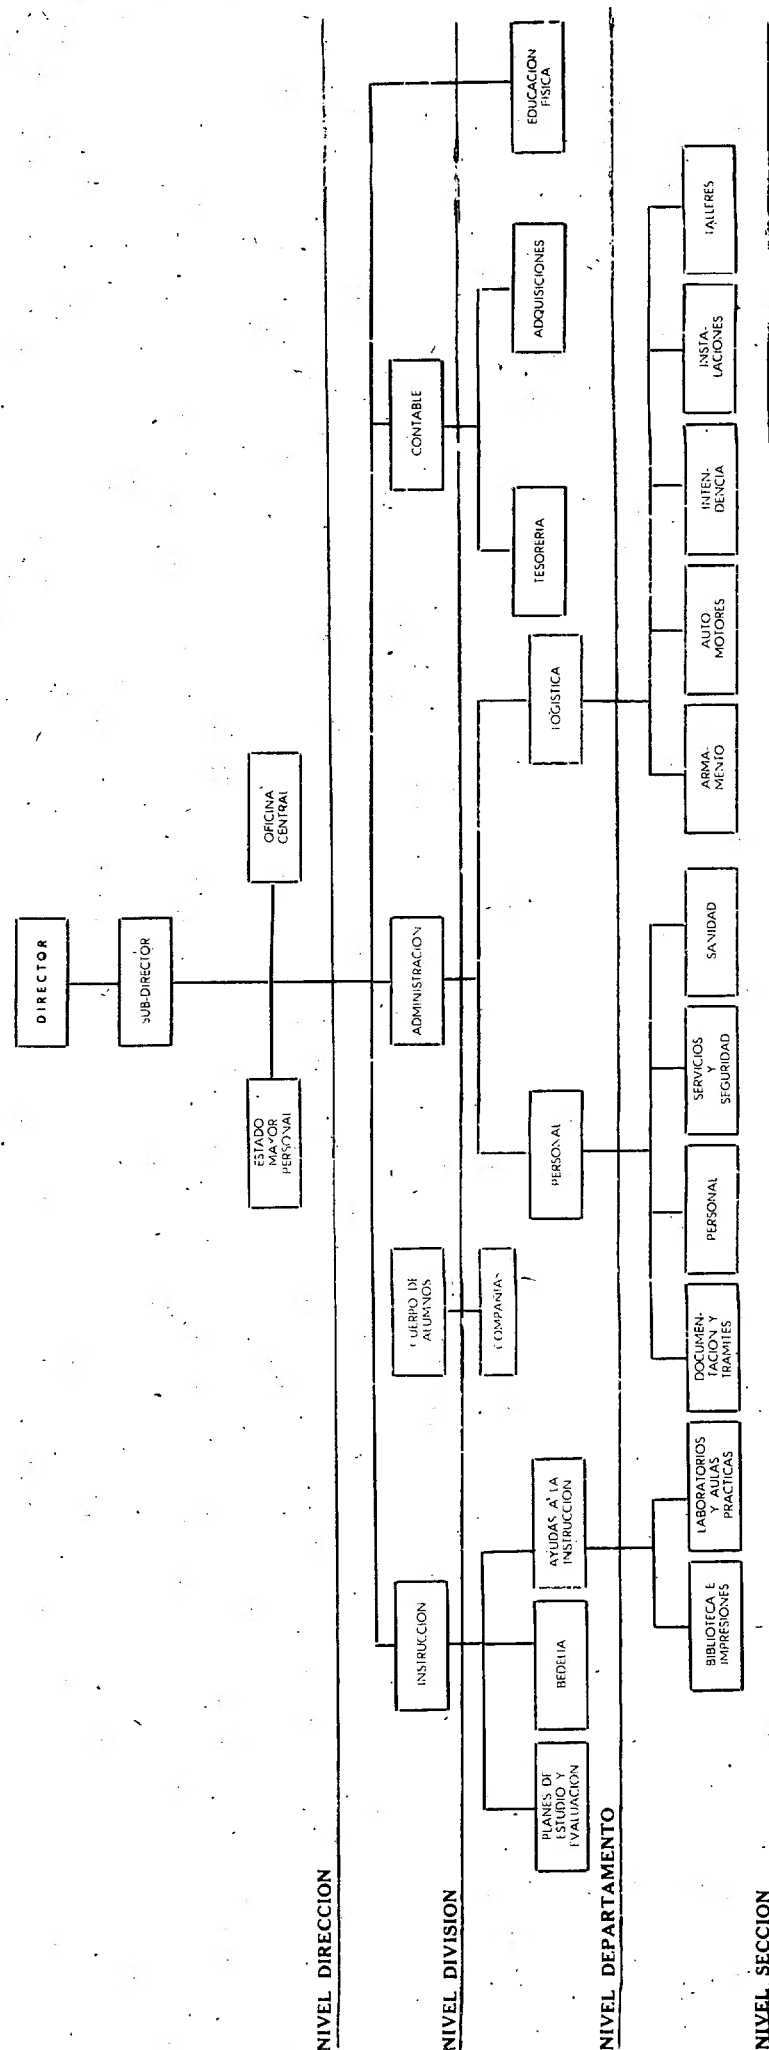 DIRECTOR
SUB-DIRECTOR
ESTADO
MAYOR
PERSONAL
OFICINA
CENTRAL
NIVEL DIRECCION
INSTRUCCION
CUERPO DE
ALUMNOS
ADMINISTRACION
CONTABLE
NIVEL DIVISION
PLANES DE
ESTUDIO Y
EVALUACION
BEDELIA
AYUDAS A LA
INSTRUCCION
COMPAÑIAS
PERSONAL
LOGISTICA
TESORERIA
ADQUISICIONES
EDUCACION
FISICA
NIVEL DEPARTAMENTO
BIBLIOTECA E
IMPRESIONES
LABORATORIOS
Y AULAS
PRACTICAS
DOCUMEN-
TACION Y
TRAMITES
PERSONAL
SERVICIOS
Y
SEGURIDAD
SANIDAD
ARMA-
MENTO
AUTO-
MOTORES
INTEN-
DENCIA
INSTA-
LACIONES
TALLERES
NIVEL SECCION